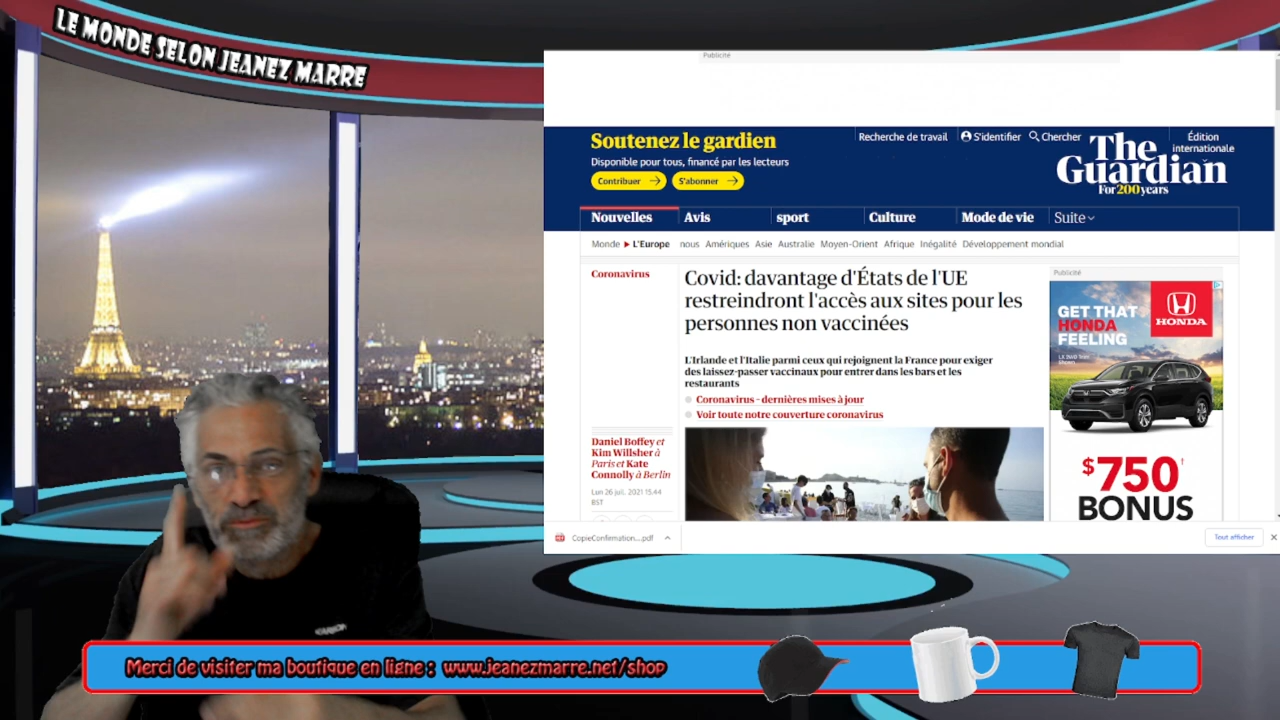 LE MONDE SELON JEANEZ MARRE
Publicité
Soutenez le gardien
Disponible pour tous, financé par les lecteurs
Contribuer →
S'abonner →
Recherche de travail
S'identifier
Chercher
The
Guardian
For 200 years
Édition
internationale
Nouvelles
Avis
sport
Culture
Mode de vie
Suite
Monde
L'Europe
nous
Amériques
Asie
Australie
Moyen-Orient
Afrique
Inégalité
Développement mondial
Coronavirus
Covid: davantage d'États de l'UE
restreindront l'accès aux sites pour les
personnes non vaccinées
L'Irlande et l'Italie parmi ceux qui rejoignent la France pour exiger
des laissez-passer vaccinaux pour entrer dans les bars et les
restaurants
Coronavirus – dernières mises à jour
Voir toute notre couverture coronavirus
Daniel Boffey et
Kim Willsher à
Paris et Kate
Connolly à Berlin
Lun 26 juil. 2021 15.44
BST
Publicité
GET THAT
HONDA
FEELING
HONDA
$750†
BONUS
CopieConfirmation....pdf
Tout afficher
Merci de visiter ma boutique en ligne : www.jeanezmarre.net/shop